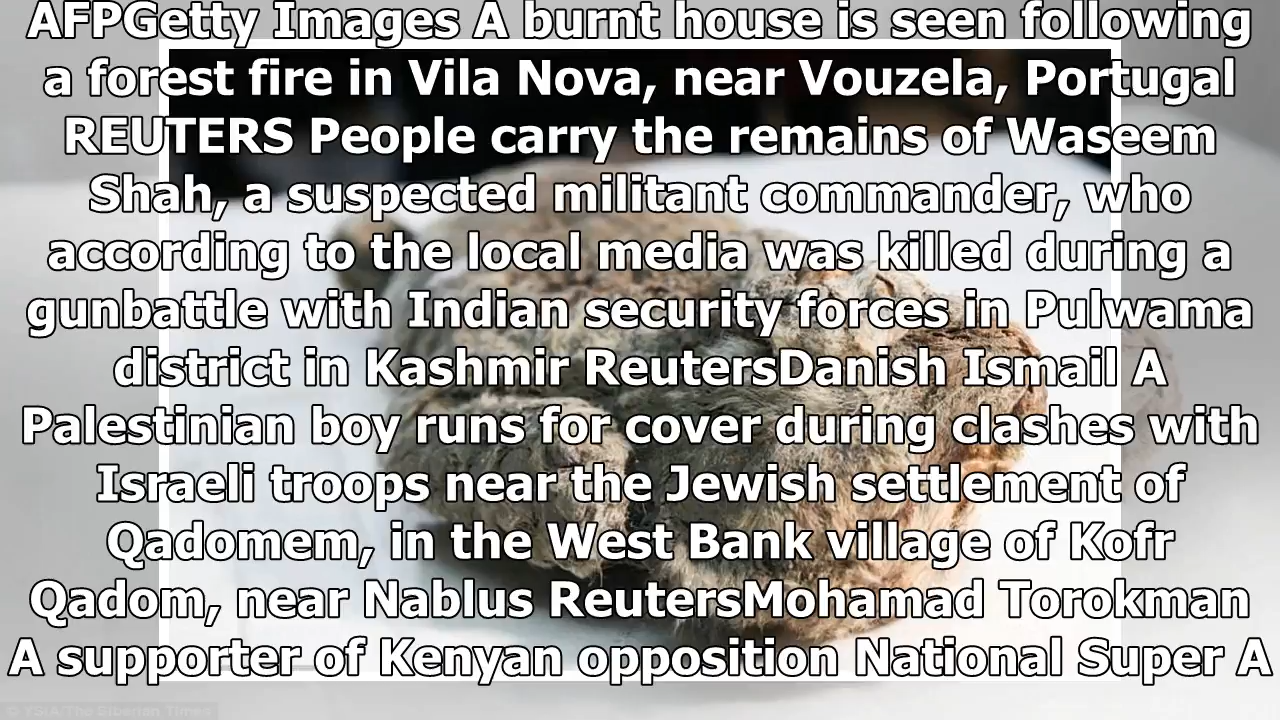 AFPGetty Images A burnt house is seen following
a forest fire in Vila Nova, near Vouzela, Portugal
REUTERS People carry the remains of Waseem
Shah, a suspected militant commander, who
according to the local media was killed during a
gunbattle with Indian security forces in Pulwama
district in Kashmir ReutersDanish Ismail A
Palestinian boy runs for cover during clashes with
Israeli troops near the Jewish settlement of
Qadomem, in the West Bank village of Kofr
Qadom, near Nablus ReutersMohamad Torokman
A supporter of Kenyan opposition National Super A
© YSIA/The Siberian Times